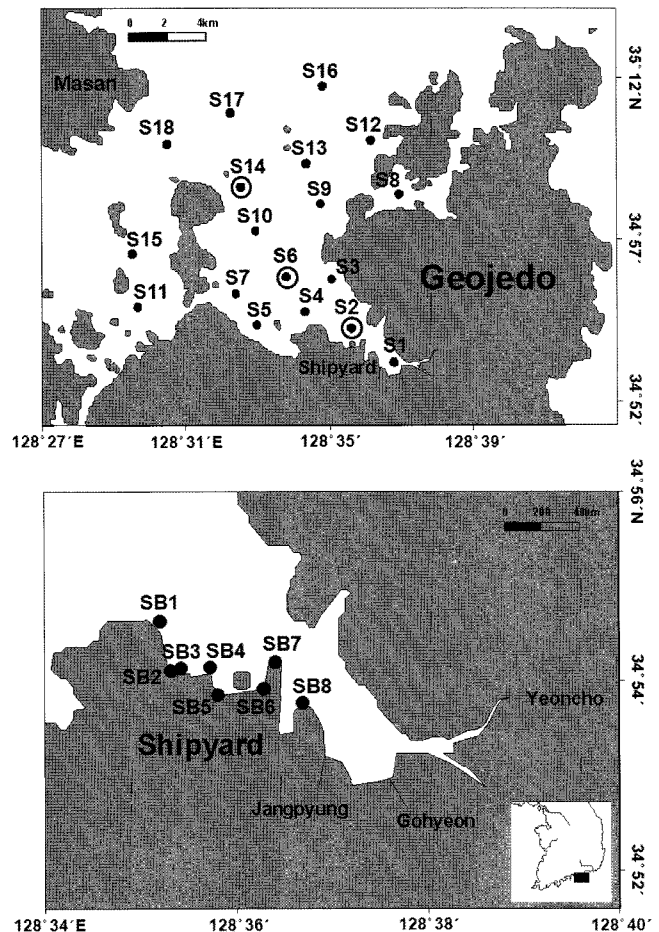 0 2 4km
Masan
S16
S17
S18
S12
S13
S14
S8
S9
S10
S15
S6
S3
Geojedo
S7
S11
S4
S5
S2
S1
Shipyard
35°12′N
34°57′
34°52′
128°27′E
128°31′
128°35′
128°39′
34°56′N
0 200
SB1
SB3
SB4
SB7
SB2
SB8
SB5
SB6
34°54′
Yeoncho
Shipyard
Jangpyung
Gohyeon
34°52′
128°34′E
128°36′
128°38′
128°40′